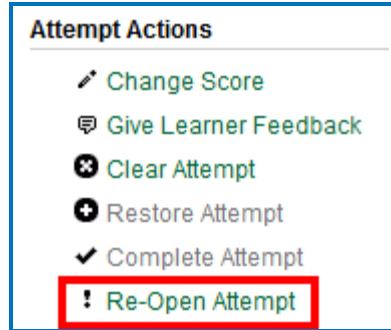 Attempt Actions
Change Score
Give Learner Feedback
Clear Attempt
Restore Attempt
Complete Attempt
Re-Open Attempt